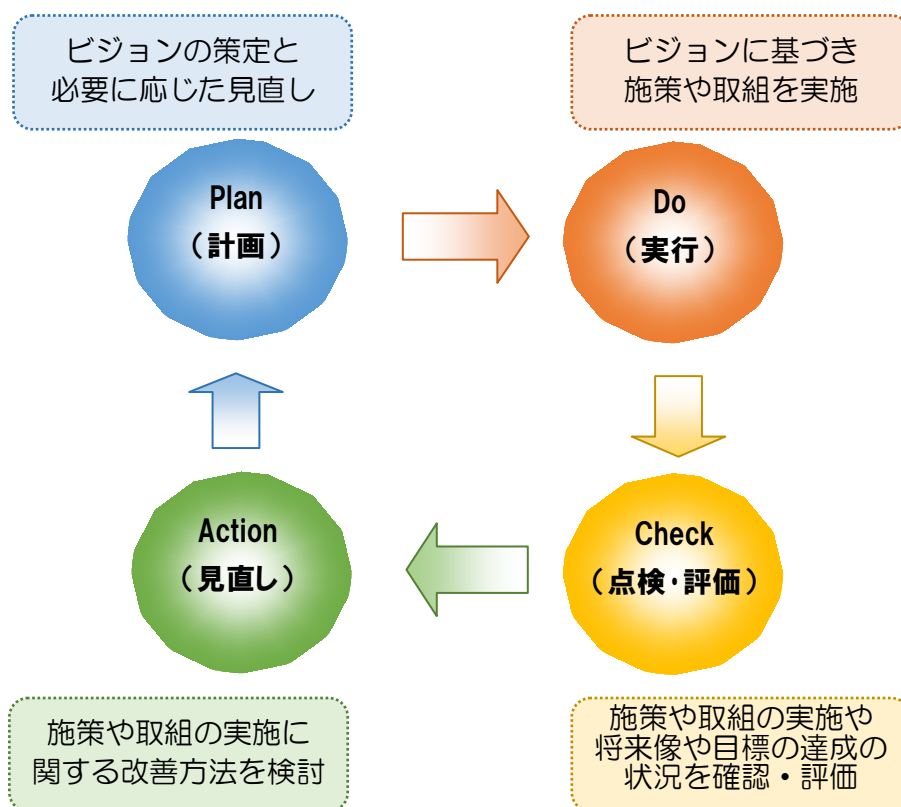 ビジョンの策定と
必要に応じた見直し
ビジョンに基づき
施策や取組を実施
Plan
（計画）
Do
（実行）
Action
（見直し）
Check
（点検・評価）
施策や取組の実施に
関する改善方法を検討
施策や取組の実施や
将来像や目標の達成の
状況を確認・評価